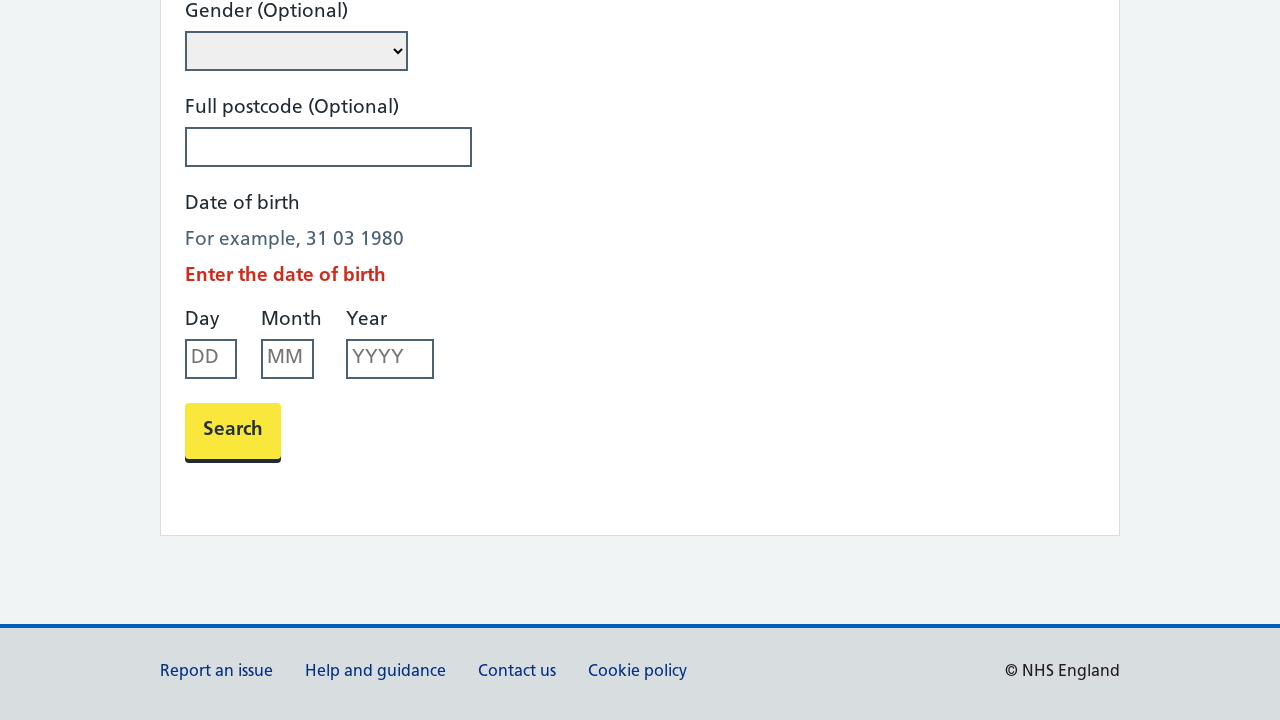 Gender (Optional)
Full postcode (Optional)
Date of birth
For example, 31 03 1980
Enter the date of birth
Day Month Year
DD MM YYYY
Search
Report an issue Help and guidance Contact us Cookie policy © NHS England